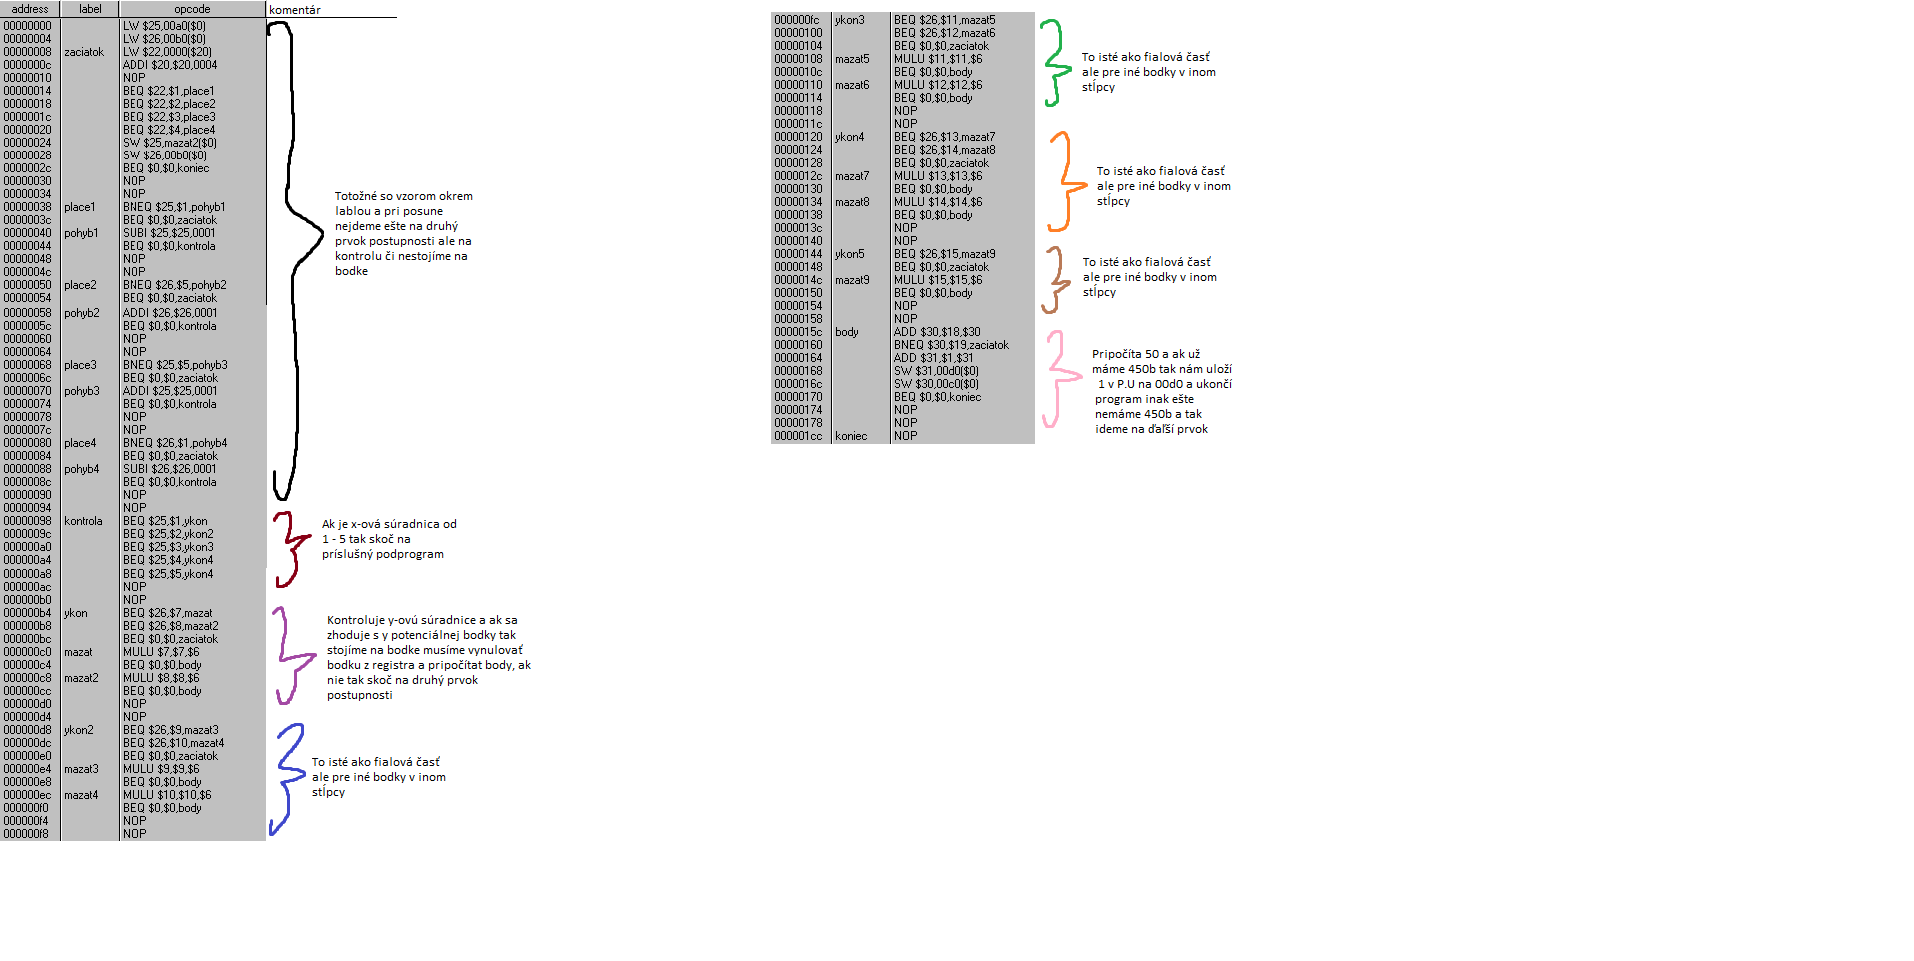 address label opcode komentár
00000000 LW $25,00a0($0)
00000004 LW $26,00b0($0)
00000008 zaciatok LW $22,0000($20)
0000000c ADDI $20,$20,0004
00000010 NOP
00000014 BEQ $22,$1,place1
00000018 BEQ $22,$2,place2
0000001c BEQ $22,$3,place3
00000020 BEQ $22,$4,place4
00000024 SW $25,mazat2($0)
00000028 SW $26,00b0($0)
0000002c BEQ $0,$0,koniec
00000030 NOP
00000034 NOP
00000038 place1 BNEQ $25,$1,pohyb1
0000003c BEQ $0,$0,zaciatok
00000040 pohyb1 SUBI $25,$25,0001
00000044 BEQ $0,$0,kontrola
00000048 NOP
0000004c NOP
00000050 place2 BNEQ $26,$5,pohyb2
00000054 BEQ $0,$0,zaciatok
00000058 pohyb2 ADDI $26,$26,0001
0000005c BEQ $0,$0,kontrola
00000060 NOP
00000064 NOP
00000068 place3 BNEQ $25,$5,pohyb3
0000006c BEQ $0,$0,zaciatok
00000070 pohyb3 ADDI $25,$25,0001
00000074 BEQ $0,$0,kontrola
00000078 NOP
0000007c NOP
00000080 place4 BNEQ $26,$1,pohyb4
00000084 BEQ $0,$0,zaciatok
00000088 pohyb4 SUBI $26,$26,0001
0000008c BEQ $0,$0,kontrola
00000090 NOP
00000094 NOP
00000098 kontrola BEQ $25,$1,ykon
0000009c BEQ $25,$2,ykon2
000000a0 BEQ $25,$3,ykon3
000000a4 BEQ $25,$4,ykon4
000000a8 BEQ $25,$5,ykon4
000000ac NOP
000000b0 NOP
000000b4 ykon BEQ $26,$7,mazat
000000b8 BEQ $26,$8,mazat2
000000bc BEQ $0,$0,zaciatok
000000c0 mazat MULU $7,$7,$6
000000c4 BEQ $0,$0,body
000000c8 mazat2 MULU $8,$8,$6
000000cc BEQ $0,$0,body
000000d0 NOP
000000d4 NOP
000000d8 ykon2 BEQ $26,$9,mazat3
000000dc BEQ $26,$10,mazat4
000000e0 BEQ $0,$0,zaciatok
000000e4 mazat3 MULU $9,$9,$6
000000e8 BEQ $0,$0,body
000000ec mazat4 MULU $10,$10,$6
000000f0 BEQ $0,$0,body
000000f4 NOP
000000f8 NOP
Totožné so vzorom okrem
lablou a pri posune
nejdeme ešte na druhý
prvok postupnosti ale na
kontrolu či nestojíme na
bodke
Ak je x-ová súradnica od
1 - 5 tak skoč na
príslušný podprogram
Kontroluje y-ovú súradnice a ak sa
zhoduje s y potenciálnej bodky tak
stojíme na bodke musíme vynulovať
bodku z registra a pripočítat body, ak
nie tak skoč na druhý prvok
postupnosti
To isté ako fialová časť
ale pre iné bodky v inom
stĺpcy
000000fc ykon3 BEQ $26,$11,mazat5
00000100 BEQ $26,$12,mazat6
00000104 BEQ $0,$0,zaciatok
00000108 mazat5 MULU $11,$11,$6
0000010c BEQ $0,$0,body
00000110 mazat6 MULU $12,$12,$6
00000114 BEQ $0,$0,body
00000118 NOP
0000011c NOP
00000120 ykon4 BEQ $26,$13,mazat7
00000124 BEQ $26,$14,mazat8
00000128 BEQ $0,$0,zaciatok
0000012c mazat7 MULU $13,$13,$6
00000130 BEQ $0,$0,body
00000134 mazat8 MULU $14,$14,$6
00000138 BEQ $0,$0,body
0000013c NOP
00000140 NOP
00000144 ykon5 BEQ $26,$15,mazat9
00000148 BEQ $0,$0,zaciatok
0000014c mazat9 MULU $15,$15,$6
00000150 BEQ $0,$0,body
00000154 NOP
00000158 NOP
0000015c body ADD $30,$18,$30
00000160 BNEQ $30,$19,zaciatok
00000164 ADD $31,$1,$31
00000168 SW $31,00d0($0)
0000016c SW $30,00c0($0)
00000170 BEQ $0,$0,koniec
00000174 NOP
00000178 NOP
000001cc koniec NOP
To isté ako fialová časť
ale pre iné bodky v inom
stĺpcy
To isté ako fialová časť
ale pre iné bodky v inom
stĺpcy
To isté ako fialová časť
ale pre iné bodky v inom
stĺpcy
Pripočíta 50 a ak už
máme 450b tak nám uloží
1 v P.U na 00d0 a ukončí
program inak ešte
nemáme 450b a tak
ideme na ďaľší prvok